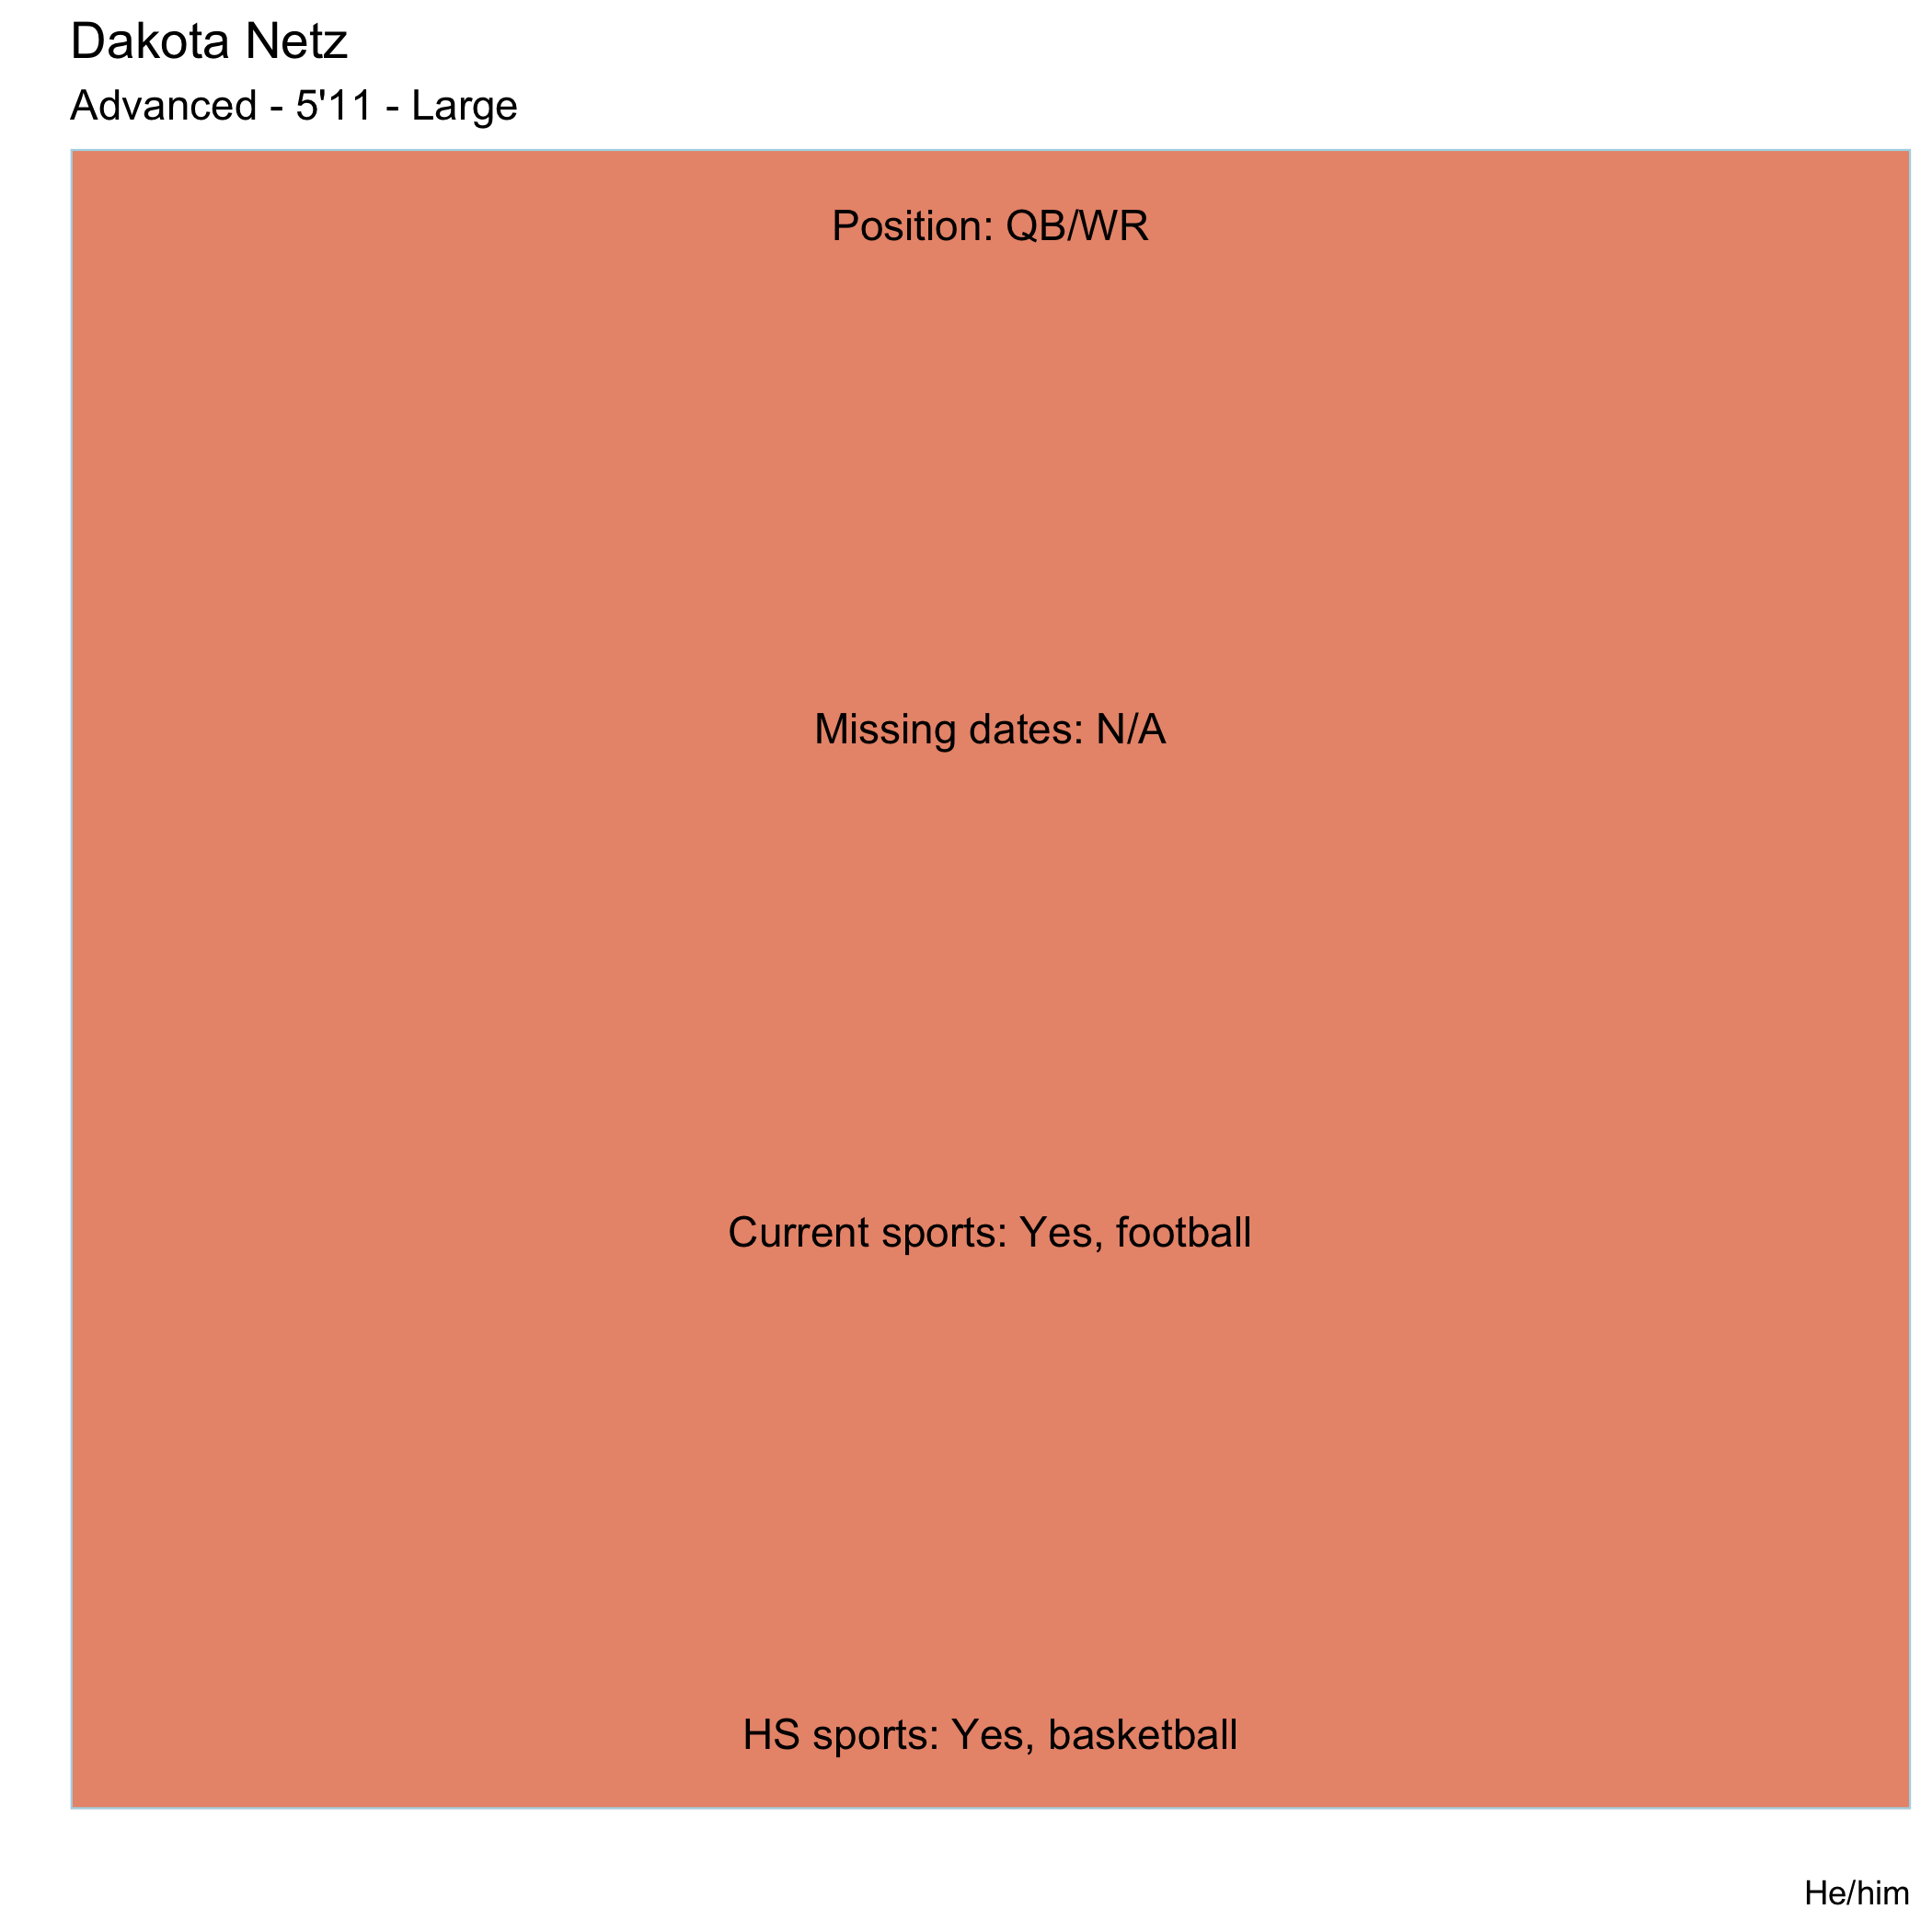 Dakota Netz
Advanced - 5'11 - Large
Position: QB/WR
Missing dates: N/A
Current sports: Yes, football
HS sports: Yes, basketball
He/him